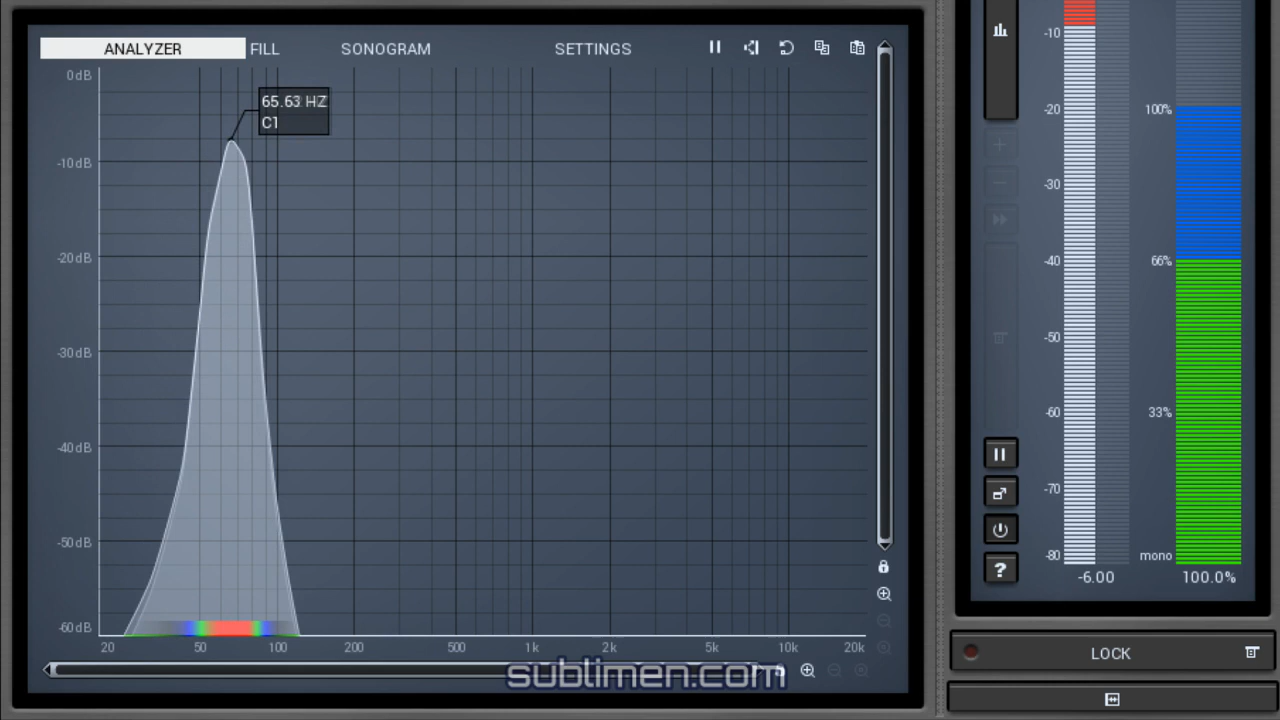 ANALYZER FILL SONOGRAM SETTINGS
0dB
65.63 HZ
C1
-10dB
-20dB
-30dB
-40dB
-50dB
-60dB
20 50 100 200 500 1k 2k 5k 10k 20k
sublimen.com
-10
-20
-30
-40
-50
-60
-70
-80
-6.00
100%
66%
33%
mono
100.0%
?
LOCK